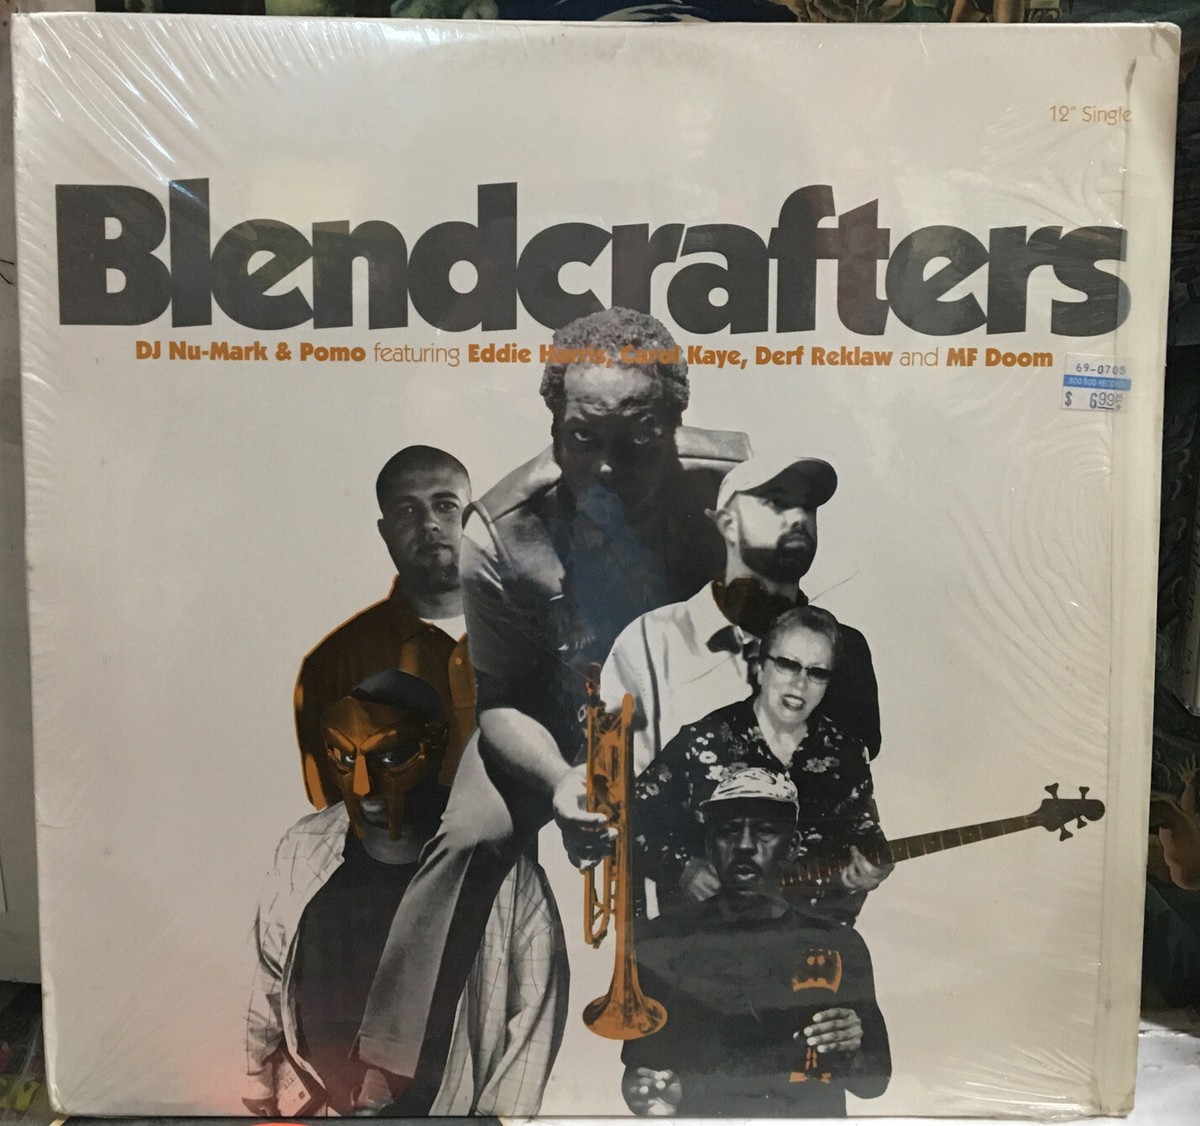 12" Single
Blendcrafters
DJ Nu-Mark & Pomo featuring Eddie Harris, Carol Kaye, Derf Reklaw and MF Doom
69-0705
$ 6.99